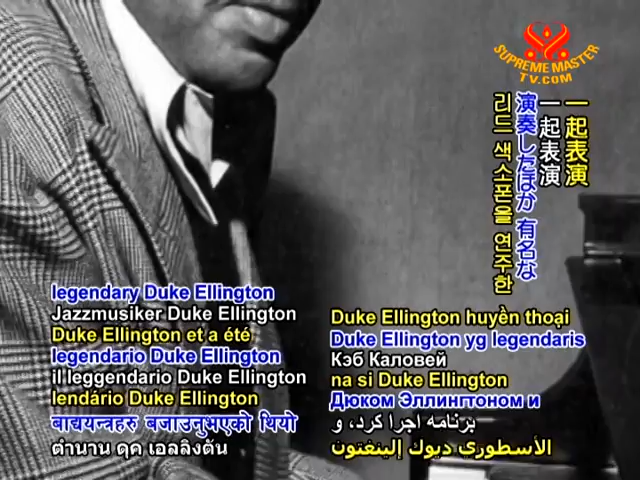 SUPREME MASTER
TV.COM
一起表演
一起表演
演奏したほか 有名な
리드 색소폰을 연주한
legendary Duke Ellington
Jazzmusiker Duke Ellington
Duke Ellington et a été
legendario Duke Ellington
il leggendario Duke Ellington
lendário Duke Ellington
बाद्ययन्त्रहरु बजाउनुभएको थियो
ตำนาน ดุค เอลลิงตัน
Duke Ellington huyền thoại
Duke Ellington yg legendaris
Кэб Каловей
na si Duke Ellington
Дюком Эллингтоном и
برنامه اجرا کرد، و
الأسطوري ديوك إلينغتون